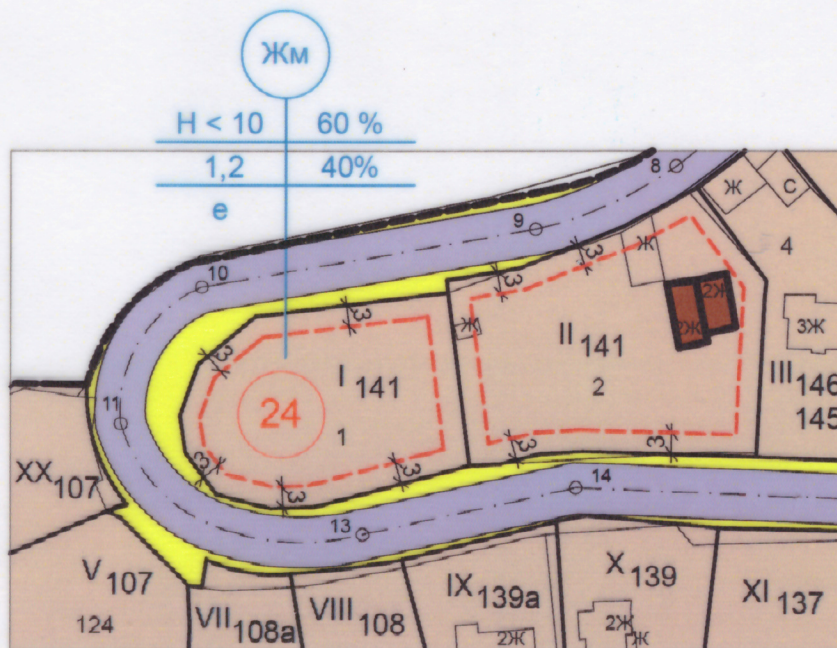 Жм
H < 10 60 %
1,2 40%
е
8
9
10
11
13
14
3
3
3
3
3
3
3
3
3
3
Ж
С
4
Ж
2Ж
2Ж
3Ж
Ж
I 141
1
24
II 141
2
III 146
145
XX 107
V 107
124
VII 108а
VIII 108
IX 139а
2Ж
X 139
2Ж
Ж
XI 137